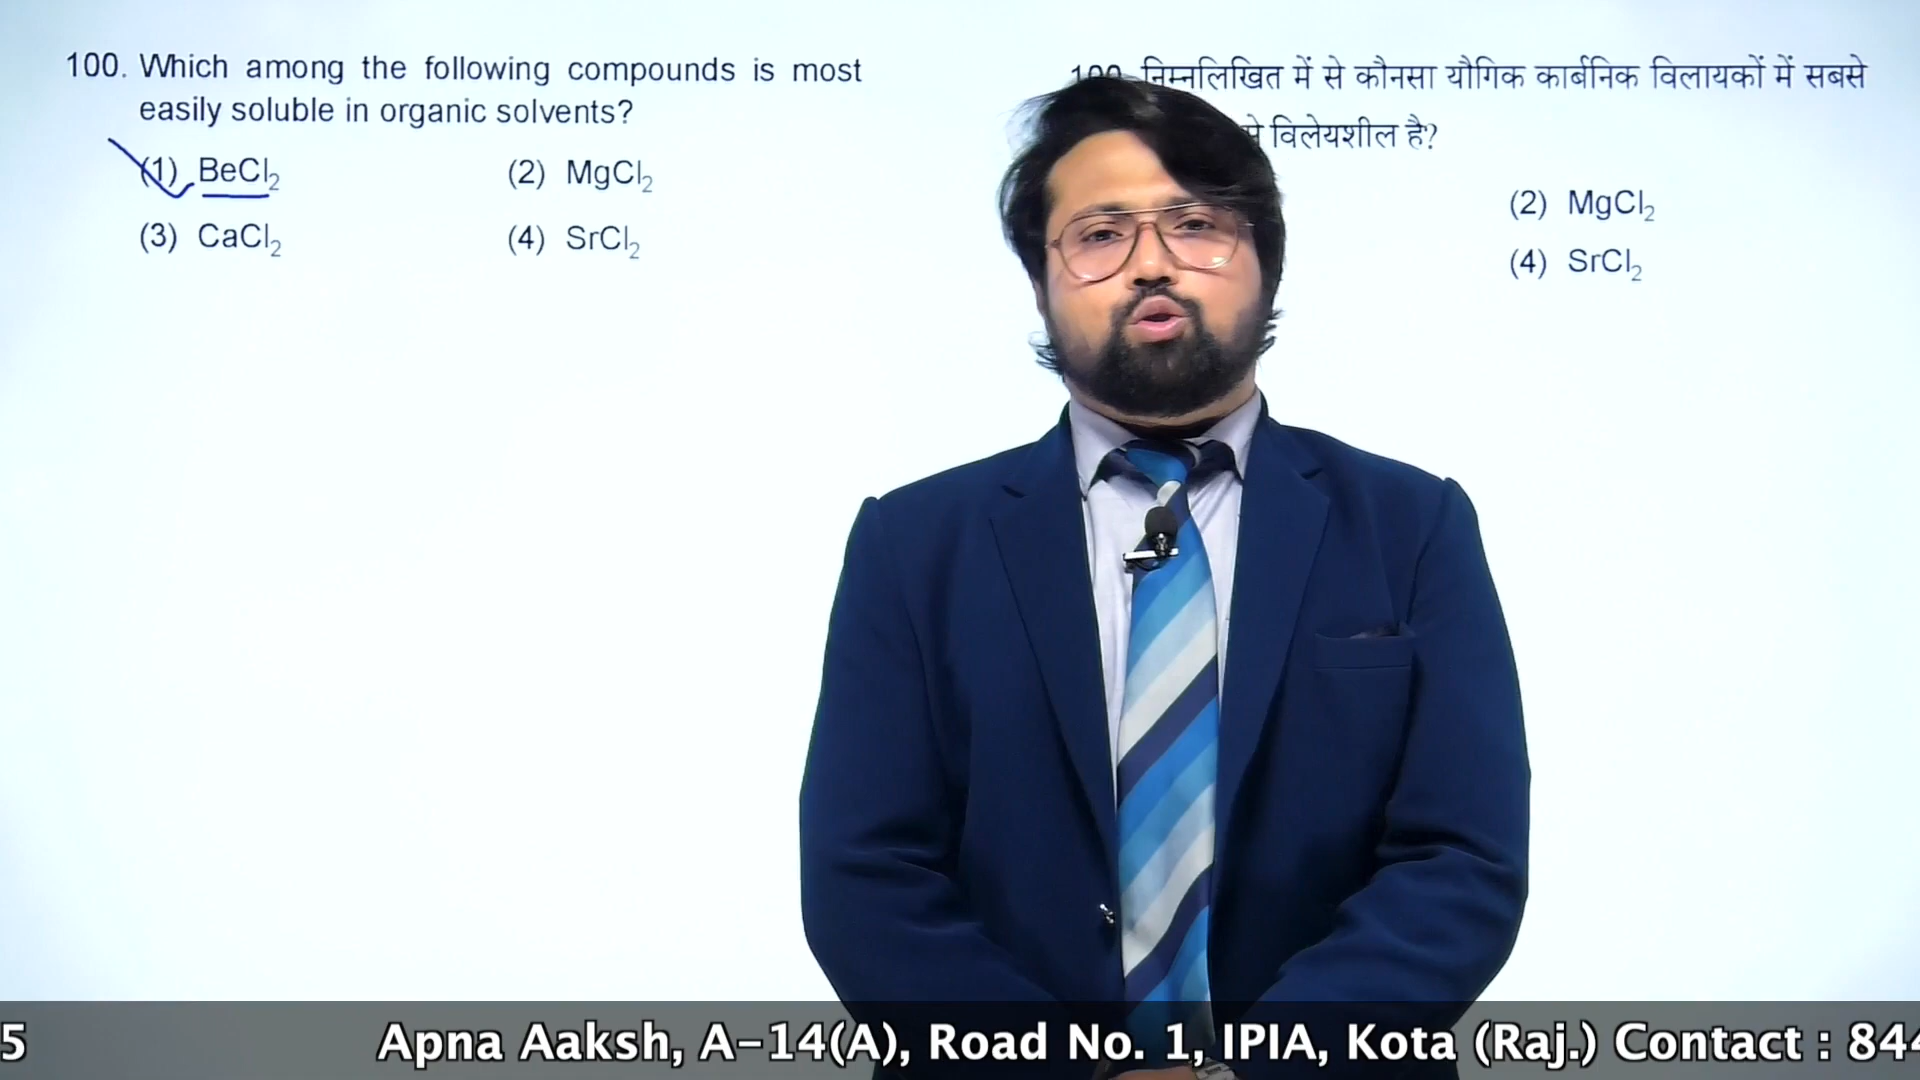 100. Which among the following compounds is most
easily soluble in organic solvents?
(1) BeCl₂ (2) MgCl₂
(3) CaCl₂ (4) SrCl₂
निम्नलिखित में से कौनसा यौगिक कार्बनिक विलायकों में सबसे
से विलेयशील है?
(2) MgCl₂
(4) SrCl₂
5 Apna Aaksh, A-14(A), Road No. 1, IPIA, Kota (Raj.) Contact : 844